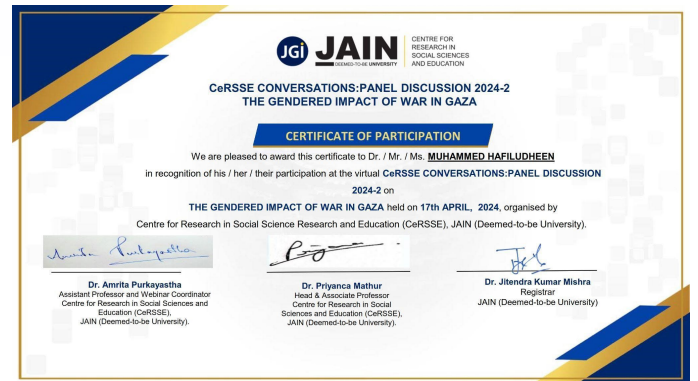 JGi JAIN
DEEMED-TO-BE UNIVERSITY
CENTRE FOR
RESEARCH IN
SOCIAL SCIENCES
AND EDUCATION
CeRSSE CONVERSATIONS:PANEL DISCUSSION 2024-2
THE GENDERED IMPACT OF WAR IN GAZA
CERTIFICATE OF PARTICIPATION
We are pleased to award this certificate to Dr. / Mr. / Ms. MUHAMMED HAFILUDHEEN
in recognition of his / her / their participation at the virtual CeRSSE CONVERSATIONS:PANEL DISCUSSION
2024-2 on
THE GENDERED IMPACT OF WAR IN GAZA held on 17th APRIL, 2024, organised by
Centre for Research in Social Science Research and Education (CeRSSE), JAIN (Deemed-to-be University).
Amrita Purkayastha
Dr. Amrita Purkayastha
Assistant Professor and Webinar Coordinator
Centre for Research in Social Sciences and
Education (CeRSSE),
JAIN (Deemed-to-be University).
Priyanca
Dr. Priyanca Mathur
Head & Associate Professor
Centre for Research in Social
Sciences and Education (CeRSSE),
JAIN (Deemed-to-be University).
Dr. Jitendra Kumar Mishra
Registrar
JAIN (Deemed-to-be University)